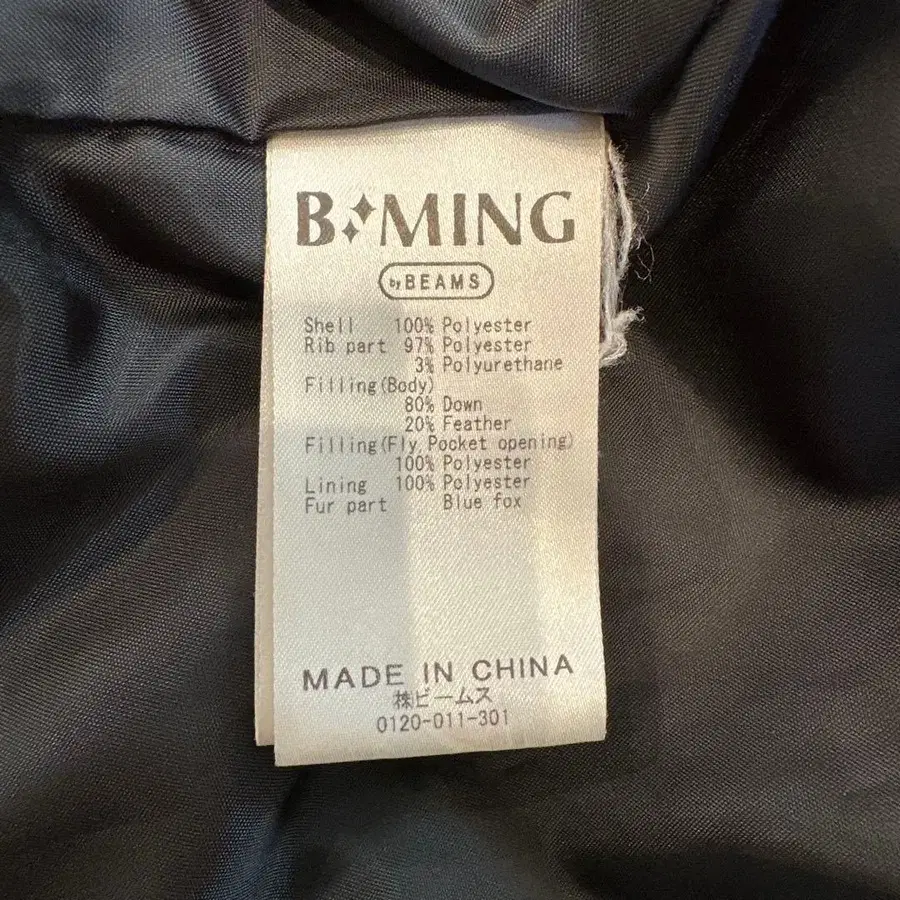 B MING
by BEAMS
Shell 100% Polyester
Rib part 97% Polyester
3% Polyurethane
Filling(Body)
80% Down
20% Feather
Filling(Fly Pocket opening)
100% Polyester
Lining 100% Polyester
Fur part Blue fox
MADE IN CHINA
㈱ビームス
0120-011-301